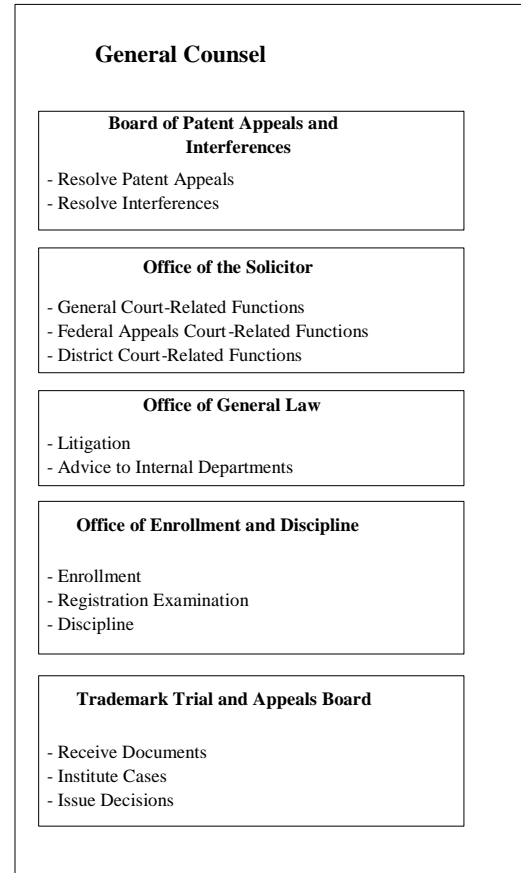 General Counsel
Board of Patent Appeals and
Interferences
- Resolve Patent Appeals
- Resolve Interferences
Office of the Solicitor
- General Court-Related Functions
- Federal Appeals Court-Related Functions
- District Court-Related Functions
Office of General Law
- Litigation
- Advice to Internal Departments
Office of Enrollment and Discipline
- Enrollment
- Registration Examination
- Discipline
Trademark Trial and Appeals Board
- Receive Documents
- Institute Cases
- Issue Decisions